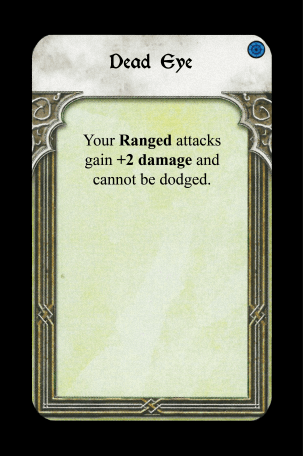 Dead Eye
Your Ranged attacks
gain +2 damage and
cannot be dodged.